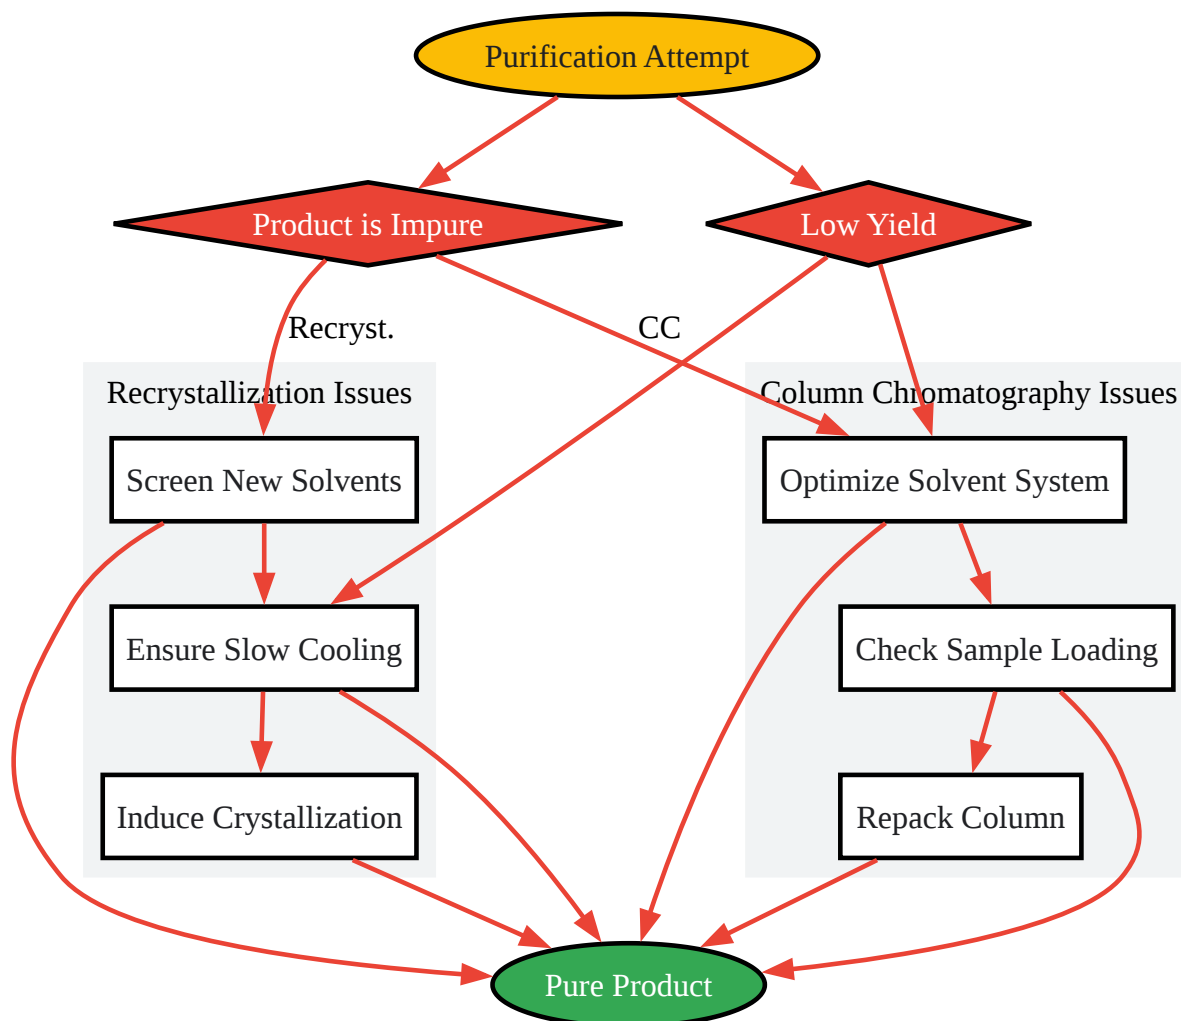 Purification Attempt
Product is Impure
Low Yield
Recryst.
CC
Recrystallization Issues
Column Chromatography Issues
Screen New Solvents
Optimize Solvent System
Ensure Slow Cooling
Check Sample Loading
Induce Crystallization
Repack Column
Pure Product